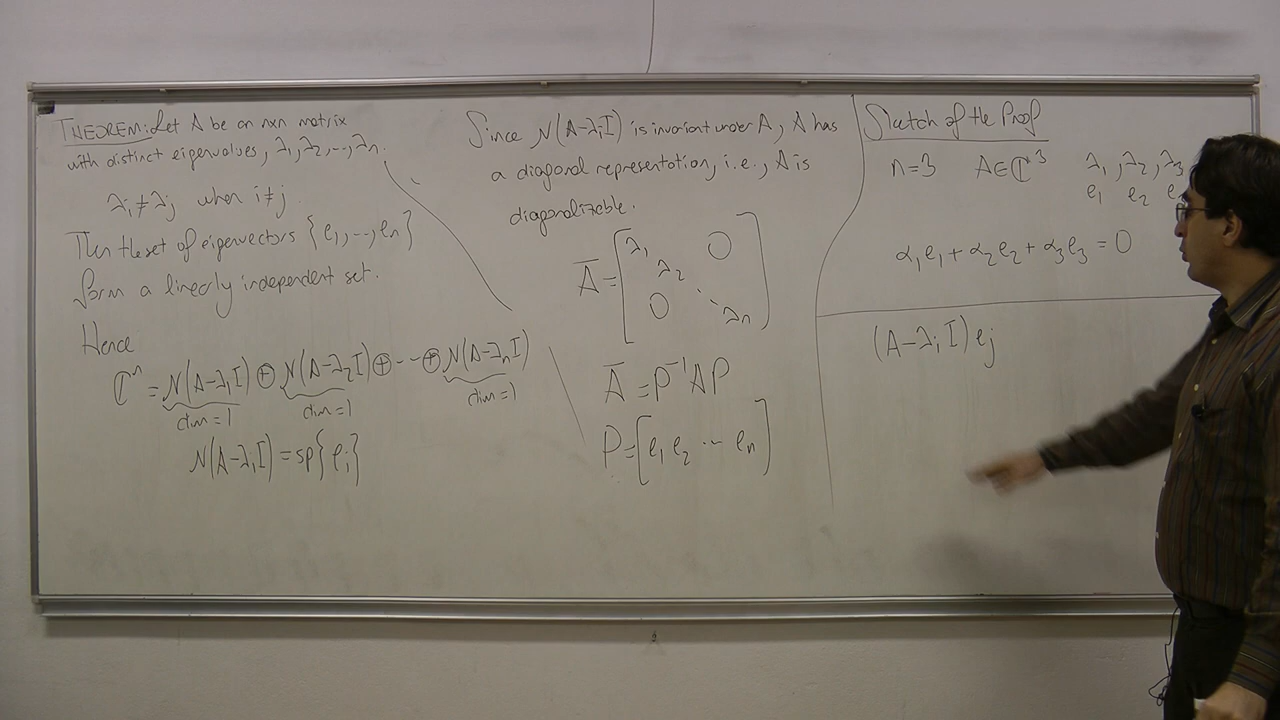 THEOREM: Let A be an nxn matrix
with distinct eigenvalues, λ₁, λ₂, ..., λₙ.
λᵢ ≠ λⱼ when i ≠ j.
Then the set of eigenvectors {e₁, ..., eₙ}
form a linearly independent set.
Hence
ℂⁿ = N(A-λ₁I) ⊕ N(A-λ₂I) ⊕ ... ⊕ N(A-λₙI)
dim=1 dim=1 dim=1
N(A-λᵢI) = sp{eᵢ}
Since N(A-λᵢI) is invariant under A, A has
a diagonal representation, i.e., A is
diagonalizable.
Ā = [λ₁ 0
λ₂
0 ⋱ λₙ]
Ā = P⁻¹AP
P = [e₁ e₂ ... eₙ]
Sketch of the Proof
n=3 λ₁, λ₂, λ₃
e₁ e₂
α₁e₁ + α₂e₂ + α₃e₃ = 0
(A-λᵢI)eⱼ